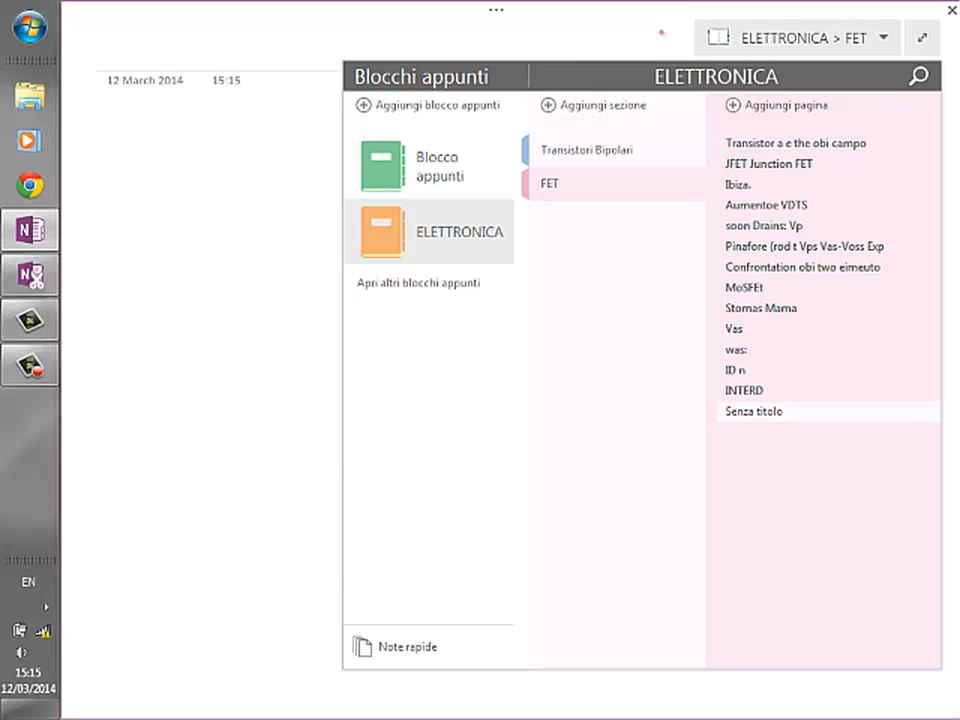 ELETTRONICA > FET
12 March 2014 15:15
Blocchi appunti
ELETTRONICA
Aggiungi blocco appunti
Aggiungi sezione
Aggiungi pagina
Blocco
appunti
ELETTRONICA
Apri altri blocchi appunti
Transistori Bipolari
FET
Transistor a e the obi campo
JFET Junction FET
Ibiza.
Aumentoe VDTS
soon Drains: Vp
Pinafore (rod t Vps Vas-Voss Exp
Confrontation obi two eimeuto
MoSFEt
Stomas Mama
Vas
was:
ID n
INTERD
Senza titolo
Note rapide
EN
15:15
12/03/2014